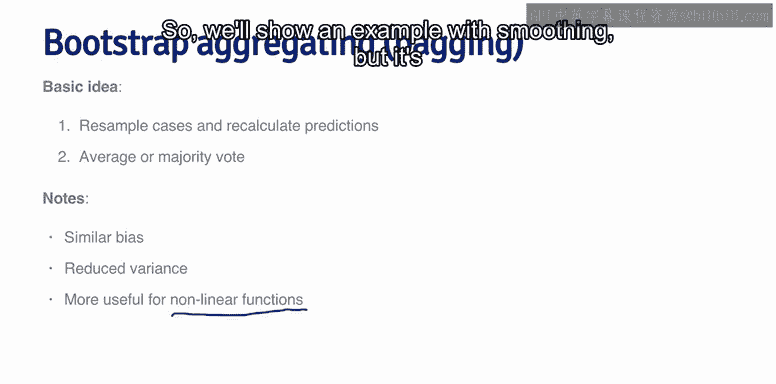 So, we'll show an example with smoothing,
but it's
Bootstrap aggregating (bagging)
Basic idea:
1. Resample cases and recalculate predictions
2. Average or majority vote
Notes:
· Similar bias
· Reduced variance
· More useful for non-linear functions